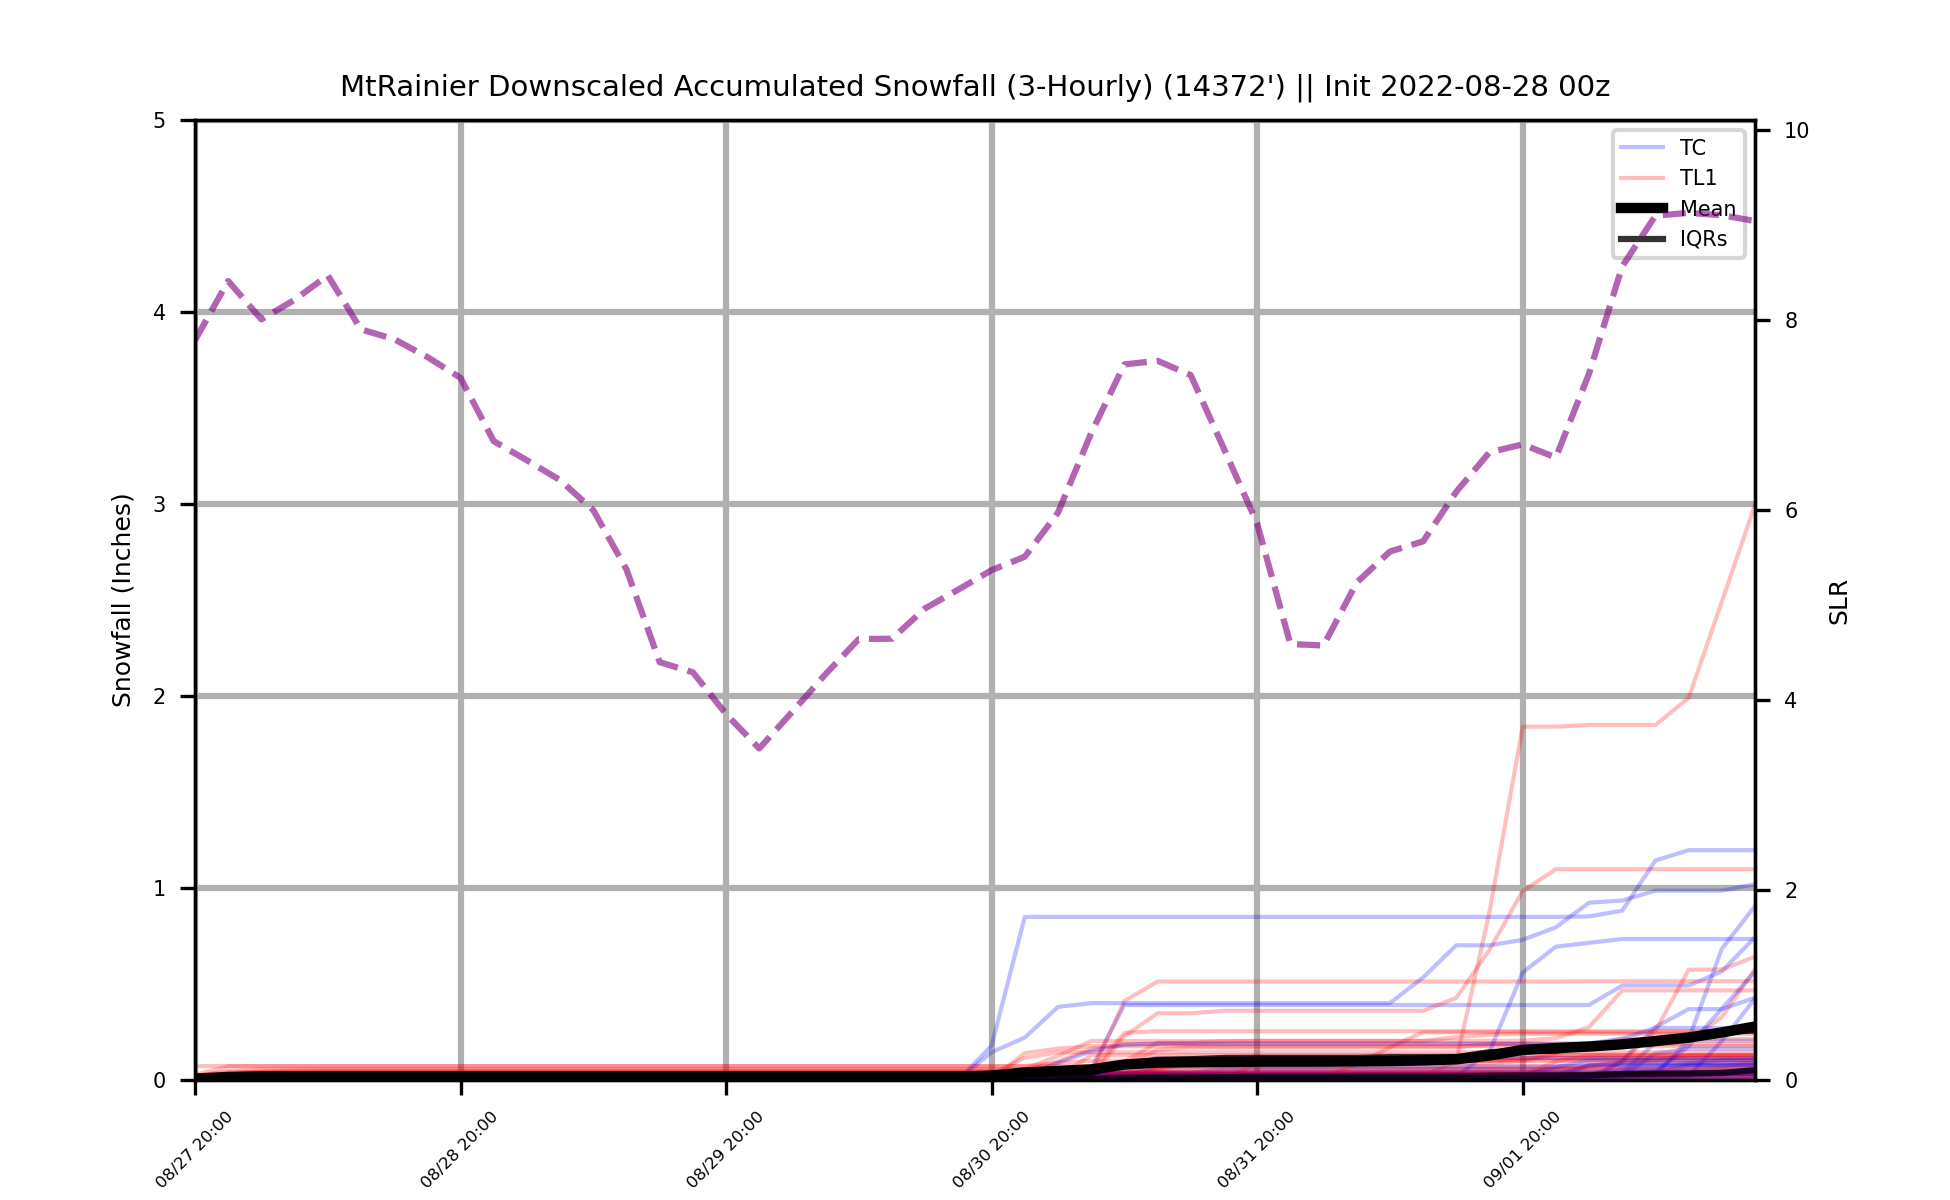 MtRainier Downscaled Accumulated Snowfall (3-Hourly) (14372') || Init 2022-08-28 00z
5
4
3
2
1
0
Snowfall (Inches)
10
8
6
4
2
0
SLR
TC
TL1
Mean
IQRs
08/27 20:00
08/28 20:00
08/29 20:00
08/30 20:00
08/31 20:00
09/01 20:00